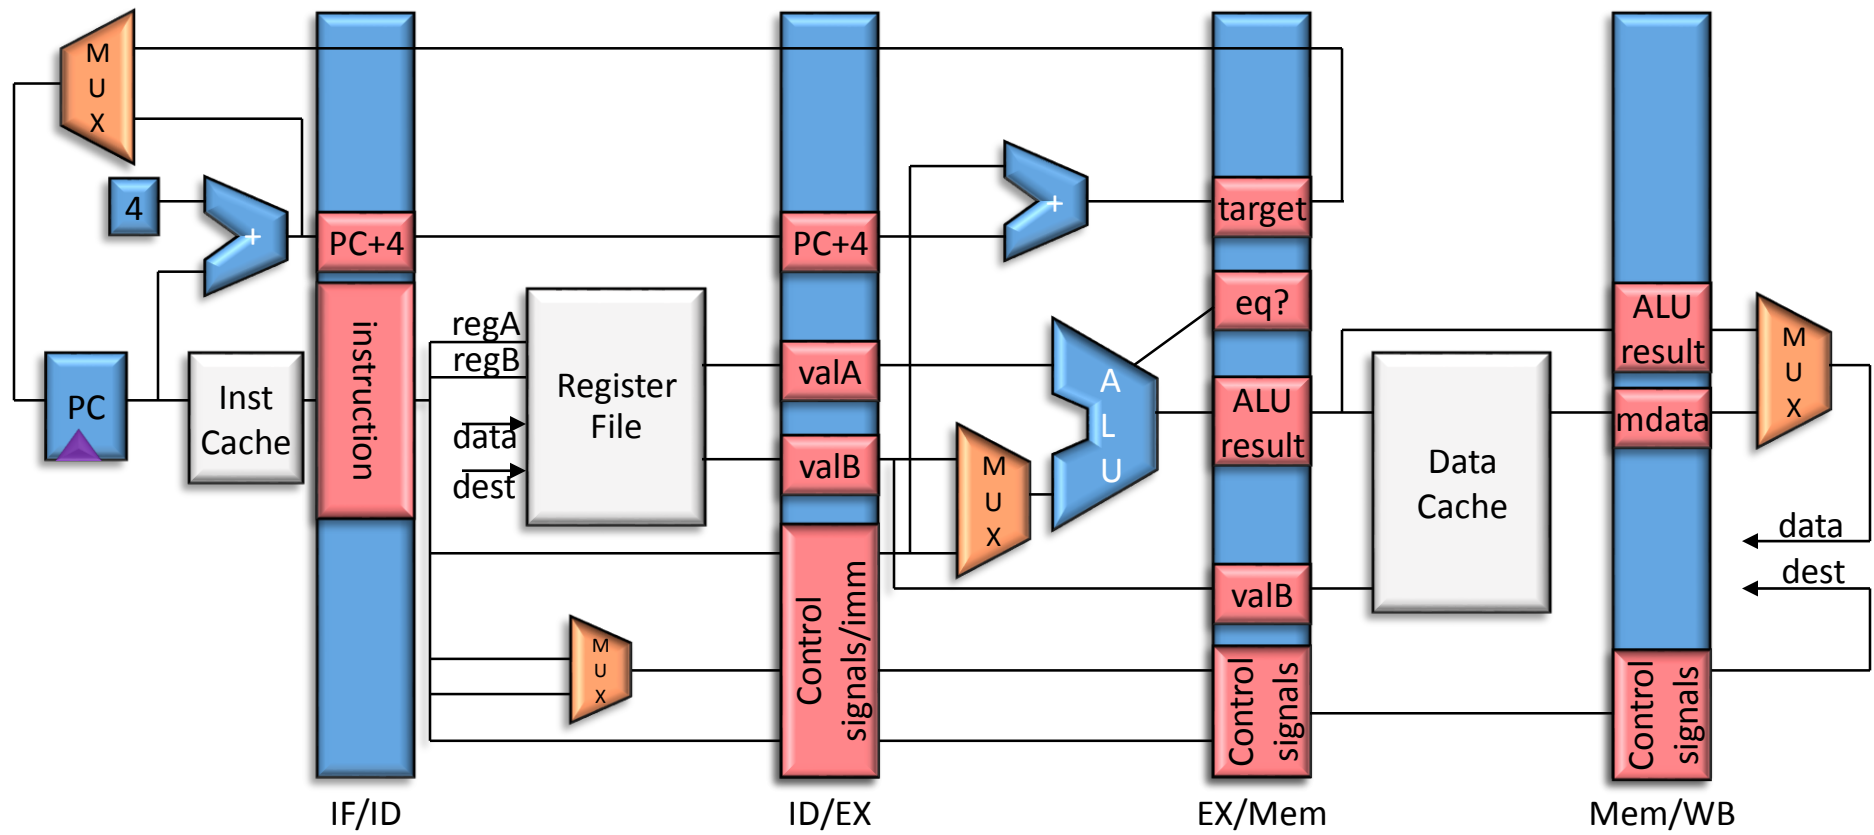 M
U
X
4
+
PC+4
PC
Inst
Cache
instruction
regA
regB
data
dest
Register
File
M
U
X
PC+4
valA
valB
Control
signals/imm
+
M
U
X
A
L
U
target
eq?
ALU
result
valB
Control
signals
Data
Cache
ALU
result
mdata
Control
signals
M
U
X
data
dest
IF/ID
ID/EX
EX/Mem
Mem/WB